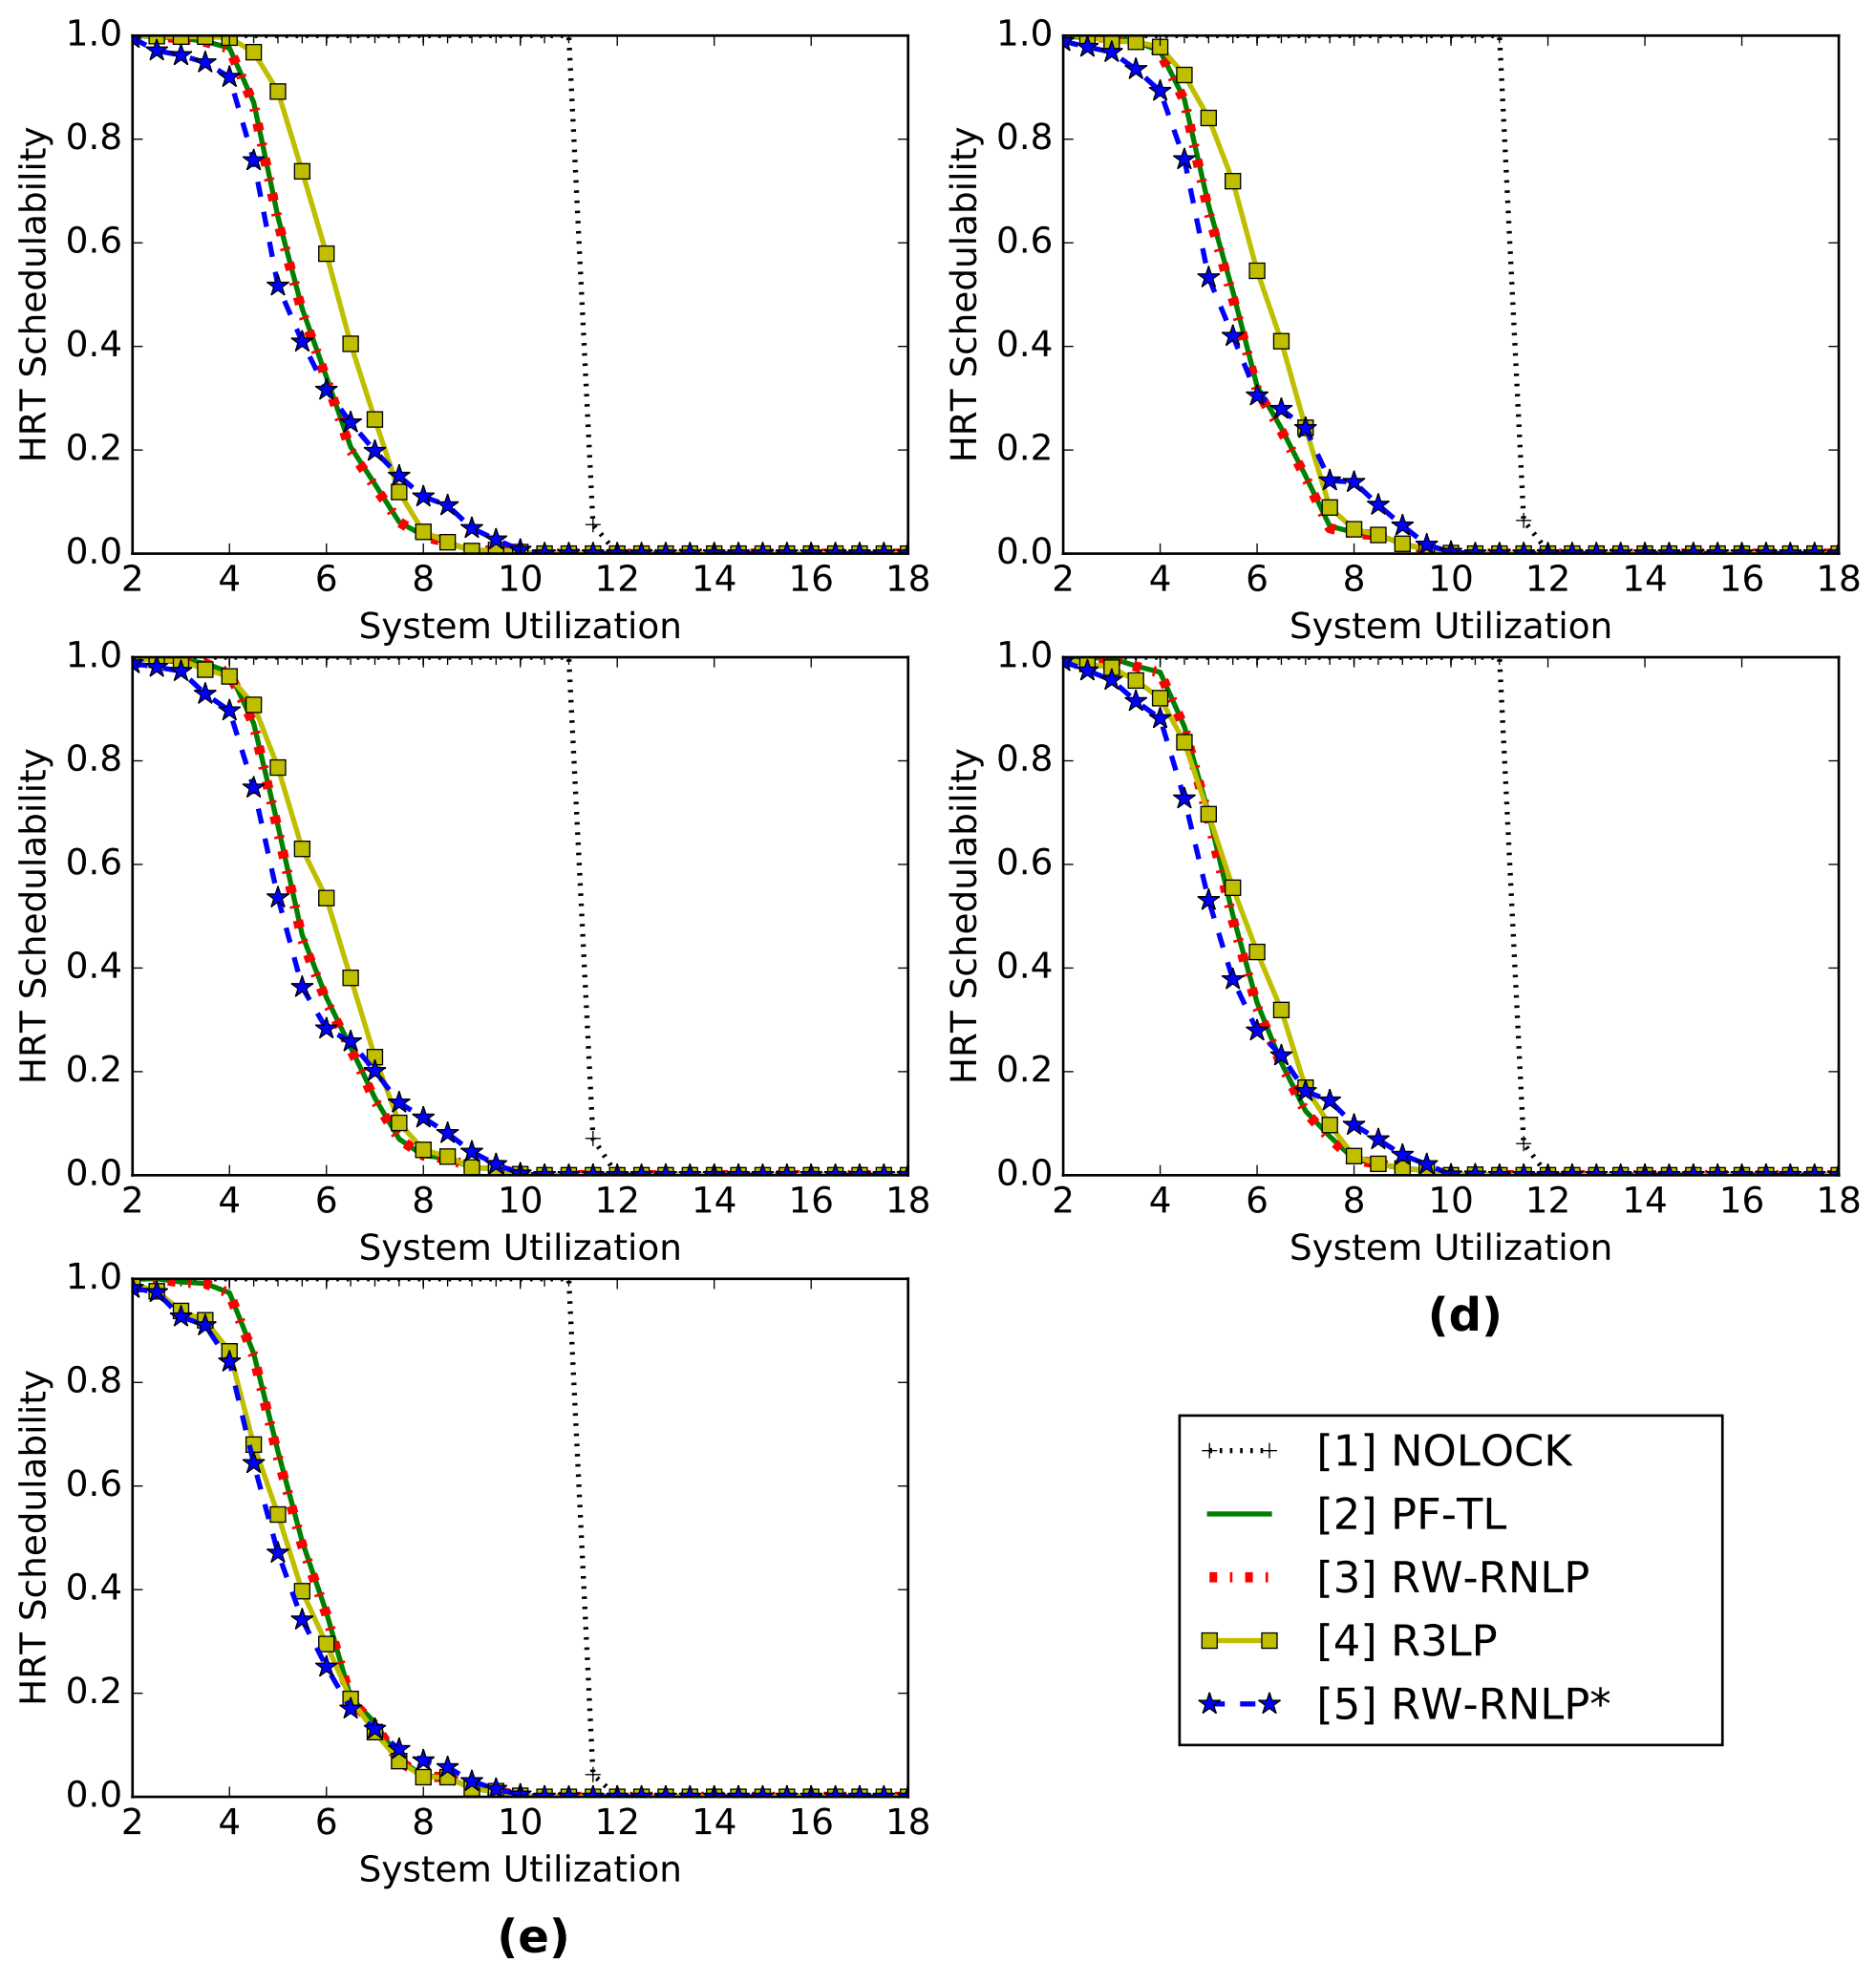 1.0
0.8
0.6
0.4
0.2
0.0
HRT Schedulability
2 4 6 8 10 12 14 16 18
System Utilization
1.0
0.8
0.6
0.4
0.2
0.0
HRT Schedulability
2 4 6 8 10 12 14 16 18
System Utilization
1.0
0.8
0.6
0.4
0.2
0.0
HRT Schedulability
2 4 6 8 10 12 14 16 18
System Utilization
1.0
0.8
0.6
0.4
0.2
0.0
HRT Schedulability
2 4 6 8 10 12 14 16 18
System Utilization
(d)
1.0
0.8
0.6
0.4
0.2
0.0
HRT Schedulability
2 4 6 8 10 12 14 16 18
System Utilization
(e)
[1] NOLOCK
[2] PF-TL
[3] RW-RNLP
[4] R3LP
[5] RW-RNLP*